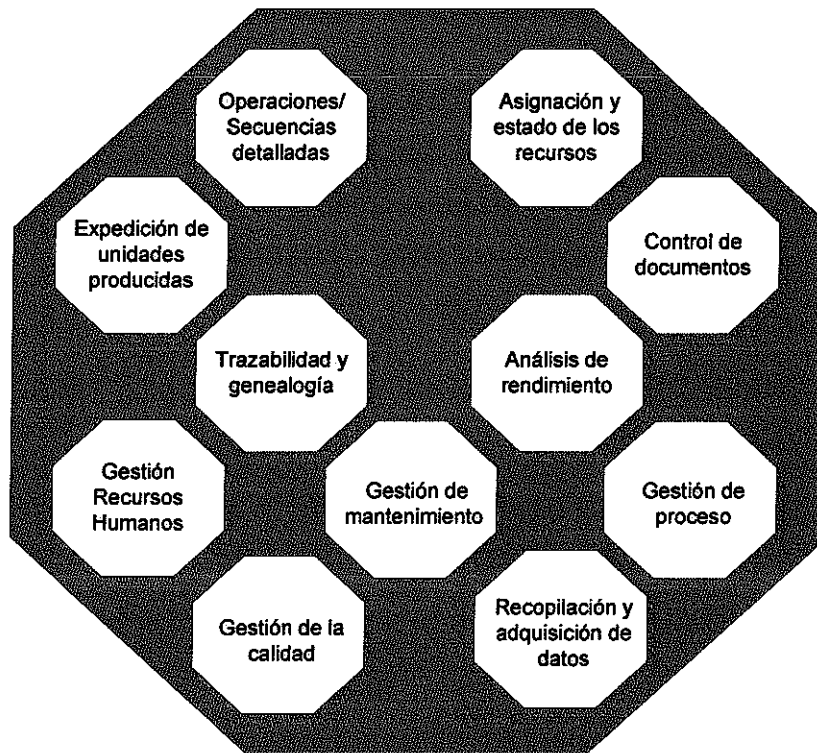 Operaciones/
Secuencias
detalladas
Asignación y
estado de los
recursos
Expedición de
unidades
producidas
Control de
documentos
Trazabilidad y
genealogía
Análisis de
rendimiento
Gestión
Recursos
Humanos
Gestión de
mantenimiento
Gestión de
proceso
Gestión de la
calidad
Recopilación y
adquisición de
datos